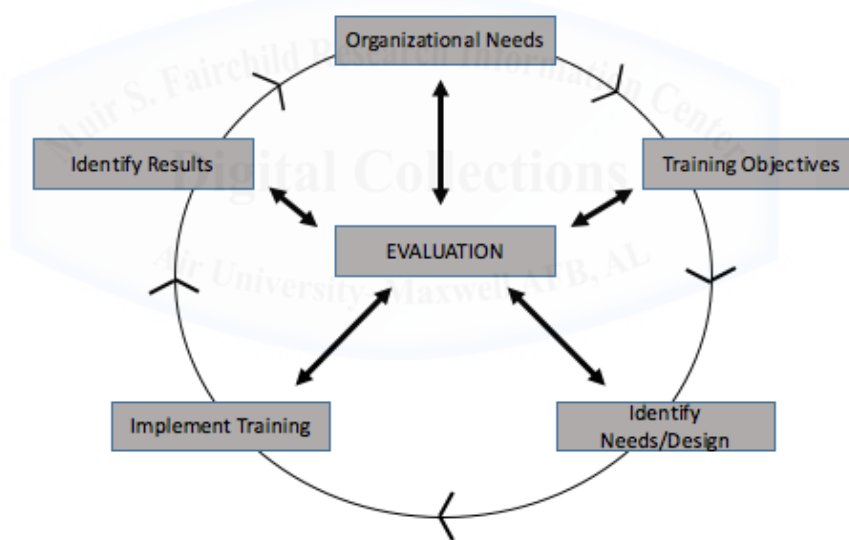 Organizational Needs
Muir S. Fairchild Research Information Center
Identify Results
Digital Collections
Training Objectives
EVALUATION
Air University, Maxwell AFB, AL
Implement Training
Identify
Needs/Design